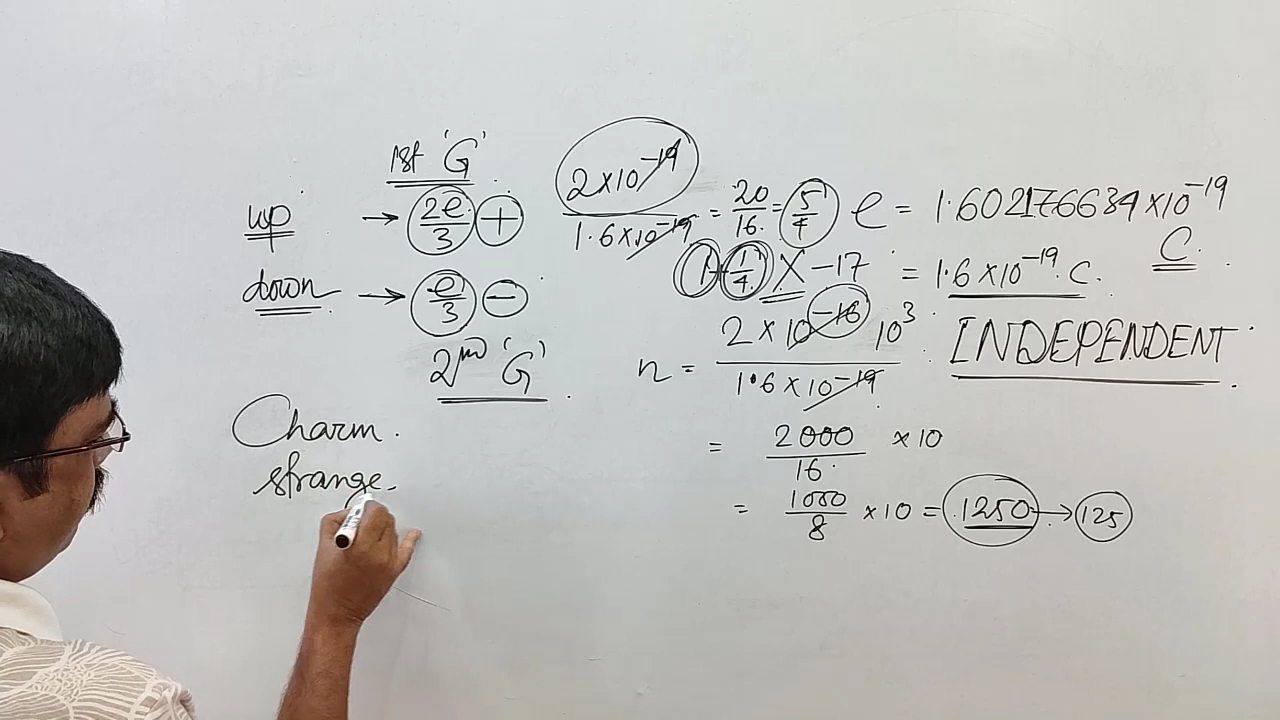 1st 'G'
up → 2e/3 +
down → e/3 −
2nd 'G'
Charm.
strange
2×10⁻¹⁹/1.6×10⁻¹⁹ = 20/16 = 5/4
1+1/4 X −17
e = 1.602176634×10⁻¹⁹ C.
= 1.6×10⁻¹⁹ C.
n = 2×10⁻¹⁶ 10³/1.6×10⁻¹⁹
INDEPENDENT
= 2000/16 ×10
= 1000/8 ×10 = 1250 → 125